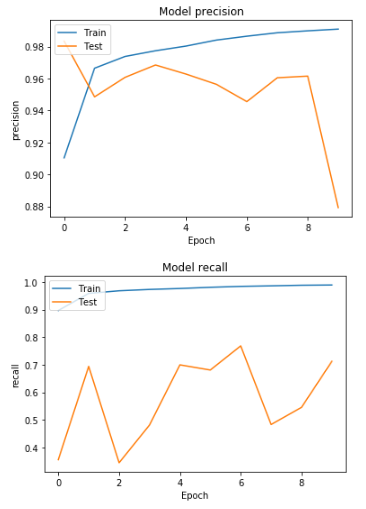 Model precision
Train
Test
0.98
0.96
0.94
0.92
0.90
0.88
precision
0 2 4 6 8
Epoch
Model recall
Train
Test
1.0
0.9
0.8
0.7
0.6
0.5
0.4
recall
0 2 4 6 8
Epoch